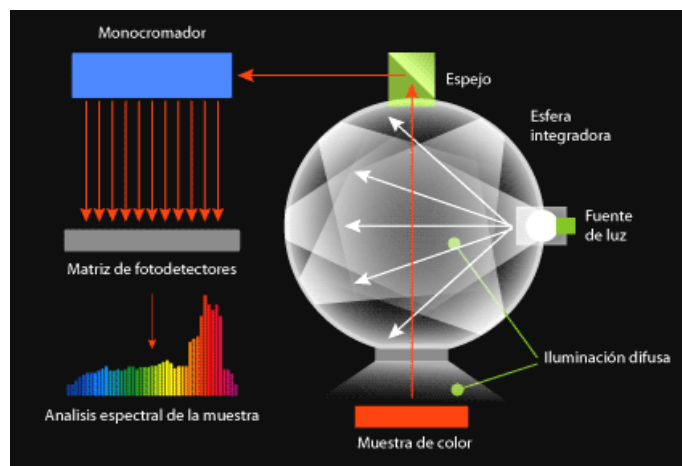 Monocromador
Espejo
Esfera
integradora
Fuente
de luz
Matriz de fotodetectores
Iluminación difusa
Analisis espectral de la muestra
Muestra de color